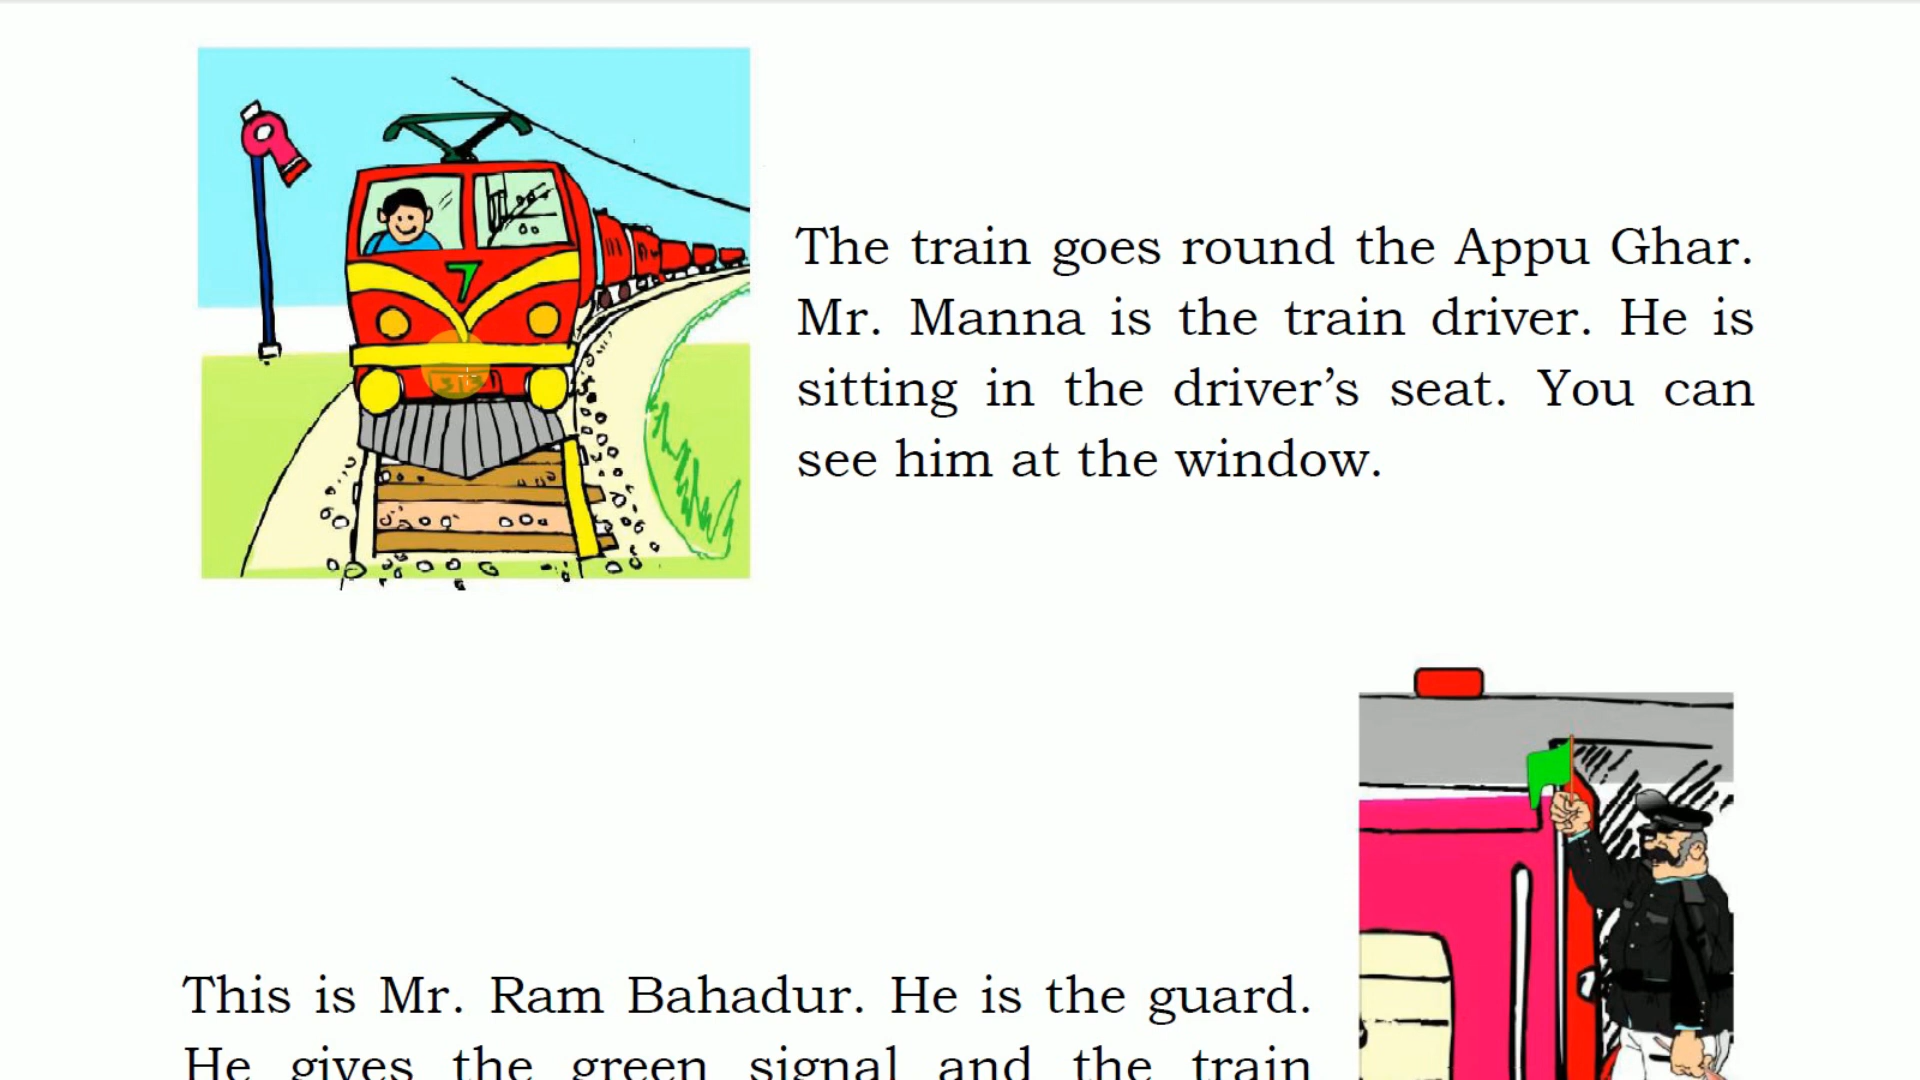 7
The train goes round the Appu Ghar.
Mr. Manna is the train driver. He is
sitting in the driver’s seat. You can
see him at the window.
This is Mr. Ram Bahadur. He is the guard.
He gives the green signal and the train